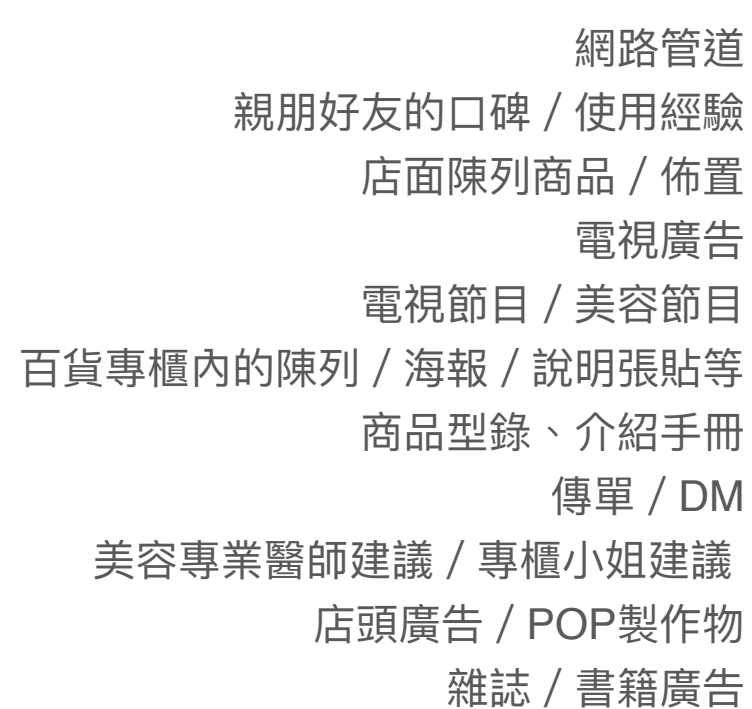 網路管道
親朋好友的口碑 / 使用經驗
店面陳列商品 / 佈置
電視廣告
電視節目 / 美容節目
百貨專櫃內的陳列 / 海報 / 說明張貼等
商品型錄、介紹手冊
傳單 / DM
美容專業醫師建議 / 專櫃小姐建議
店頭廣告 / POP製作物
雜誌 / 書籍廣告